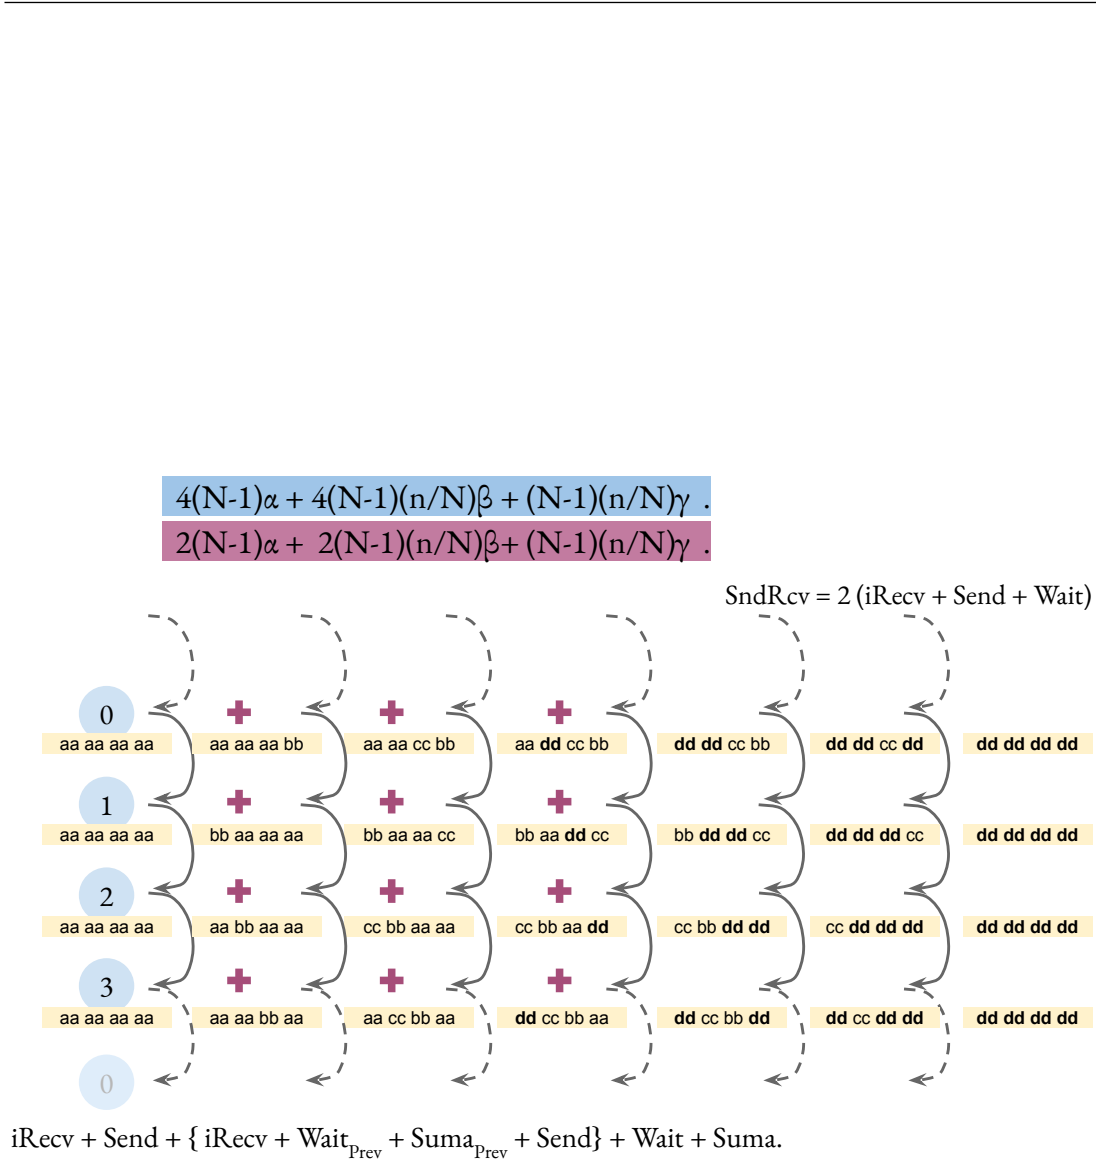 4(N-1)α + 4(N-1)(n/N)β + (N-1)(n/N)γ .
2(N-1)α + 2(N-1)(n/N)β+ (N-1)(n/N)γ .
SndRcv = 2 (iRecv + Send + Wait)
0
aa aa aa aa aa aa aa bb aa aa cc bb aa dd cc bb dd dd cc bb dd dd cc dd dd dd dd dd
1
aa aa aa aa bb aa aa aa bb aa aa cc bb aa dd cc bb dd dd cc dd dd dd cc dd dd dd dd
2
aa aa aa aa aa bb aa aa cc bb aa aa cc bb aa dd cc bb dd dd cc dd dd dd dd dd dd dd
3
aa aa aa aa aa aa bb aa aa cc bb aa dd cc bb aa dd cc bb dd dd cc dd dd dd dd dd dd
0
iRecv + Send + { iRecv + Wait_Prev + Suma_Prev + Send} + Wait + Suma.